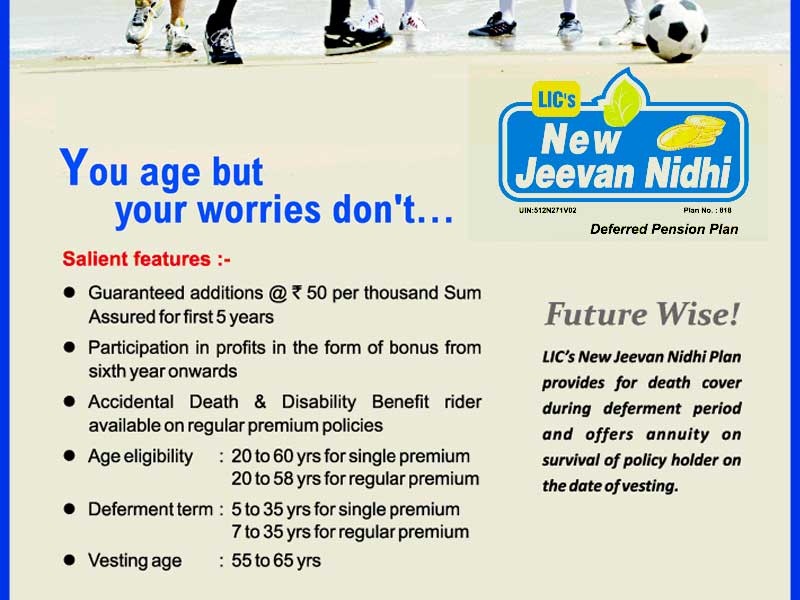 LIC's
New
Jeevan Nidhi
UIN:512N271V02 Plan No. : 818
Deferred Pension Plan
You age but
your worries don't...
Salient features :-
● Guaranteed additions @ ₹ 50 per thousand Sum
Assured for first 5 years
● Participation in profits in the form of bonus from
sixth year onwards
● Accidental Death & Disability Benefit rider
available on regular premium policies
● Age eligibility : 20 to 60 yrs for single premium
20 to 58 yrs for regular premium
● Deferment term : 5 to 35 yrs for single premium
7 to 35 yrs for regular premium
● Vesting age : 55 to 65 yrs
Future Wise!
LIC's New Jeevan Nidhi Plan
provides for death cover
during deferment period
and offers annuity on
survival of policy holder on
the date of vesting.